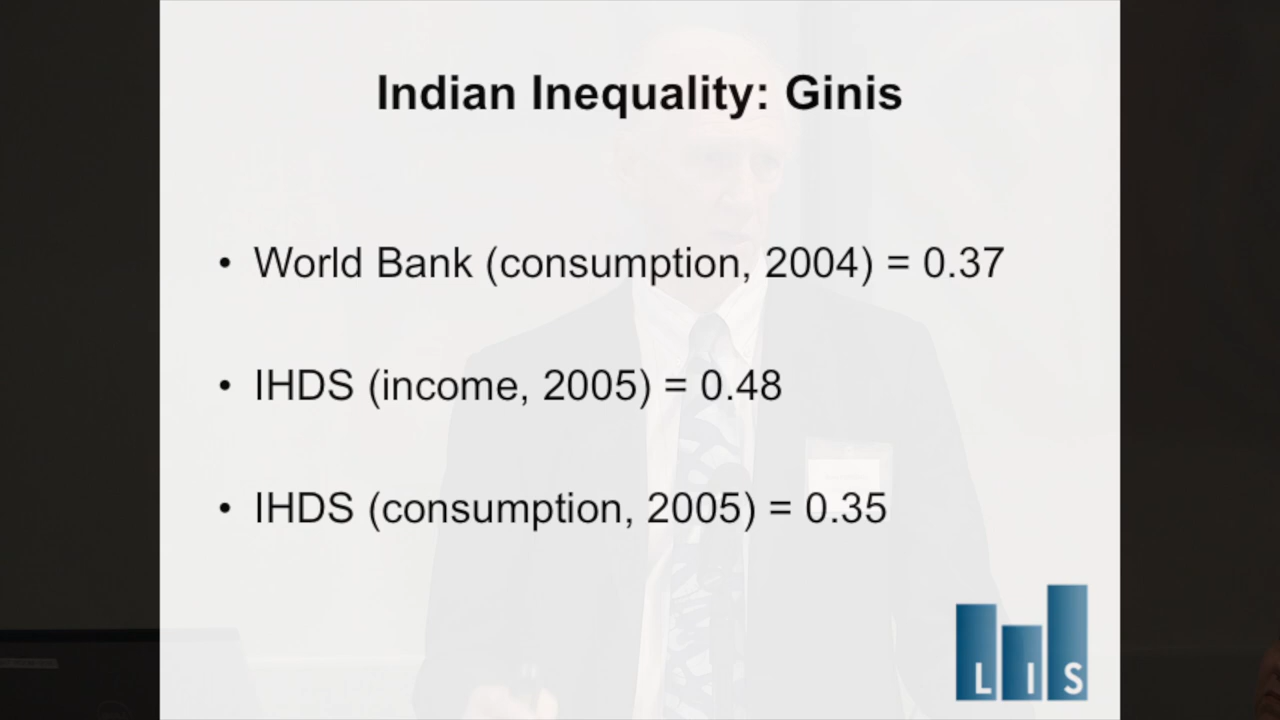 Indian Inequality: Ginis
• World Bank (consumption, 2004) = 0.37
• IHDS (income, 2005) = 0.48
• IHDS (consumption, 2005) = 0.35
LIS